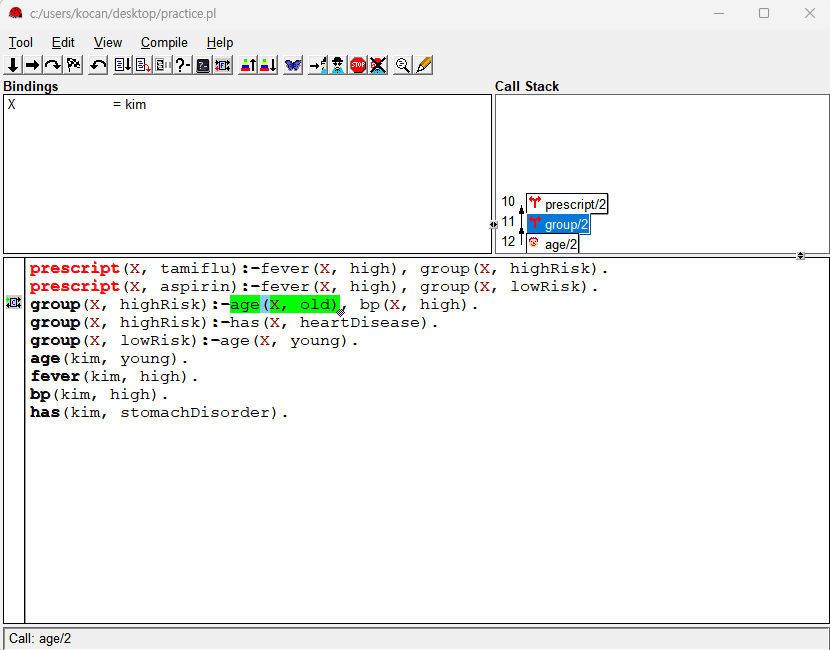 c:/users/kocan/desktop/practice.pl
Tool Edit View Compile Help
STOP
Bindings
X = kim
Call Stack
10 prescript/2
11 group/2
12 age/2
prescript(X, tamiflu):-fever(X, high), group(X, highRisk).
prescript(X, aspirin):-fever(X, high), group(X, lowRisk).
group(X, highRisk):-age(X, old), bp(X, high).
group(X, highRisk):-has(X, heartDisease).
group(X, lowRisk):-age(X, young).
age(kim, young).
fever(kim, high).
bp(kim, high).
has(kim, stomachDisorder).
Call: age/2